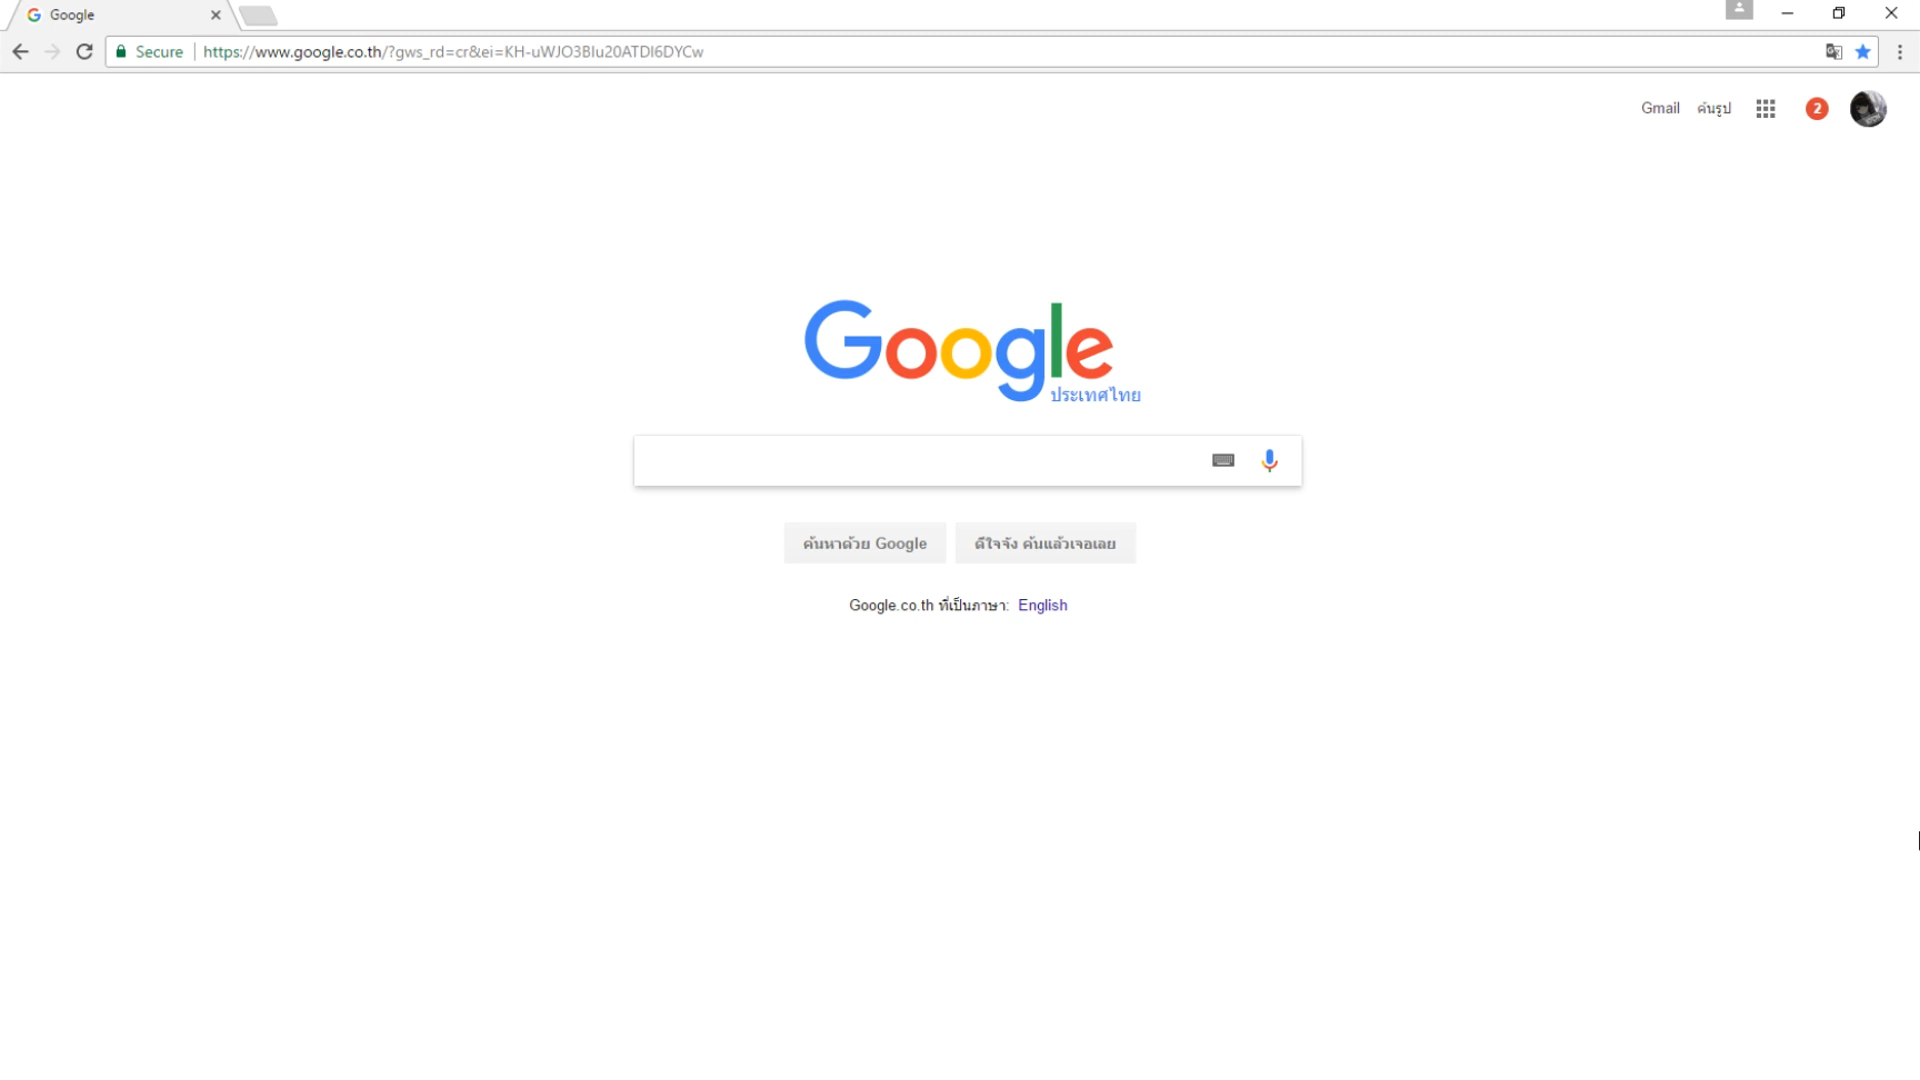 Google
Secure
https://www.google.co.th/?gws_rd=cr&ei=KH-uWJO3BIu20ATDI6DYCw
Gmail ค้นรูป
2
Google
ประเทศไทย
ค้นหาด้วย Google
ดีใจจัง ค้นแล้วเจอเลย
Google.co.th ที่เป็นภาษา: English